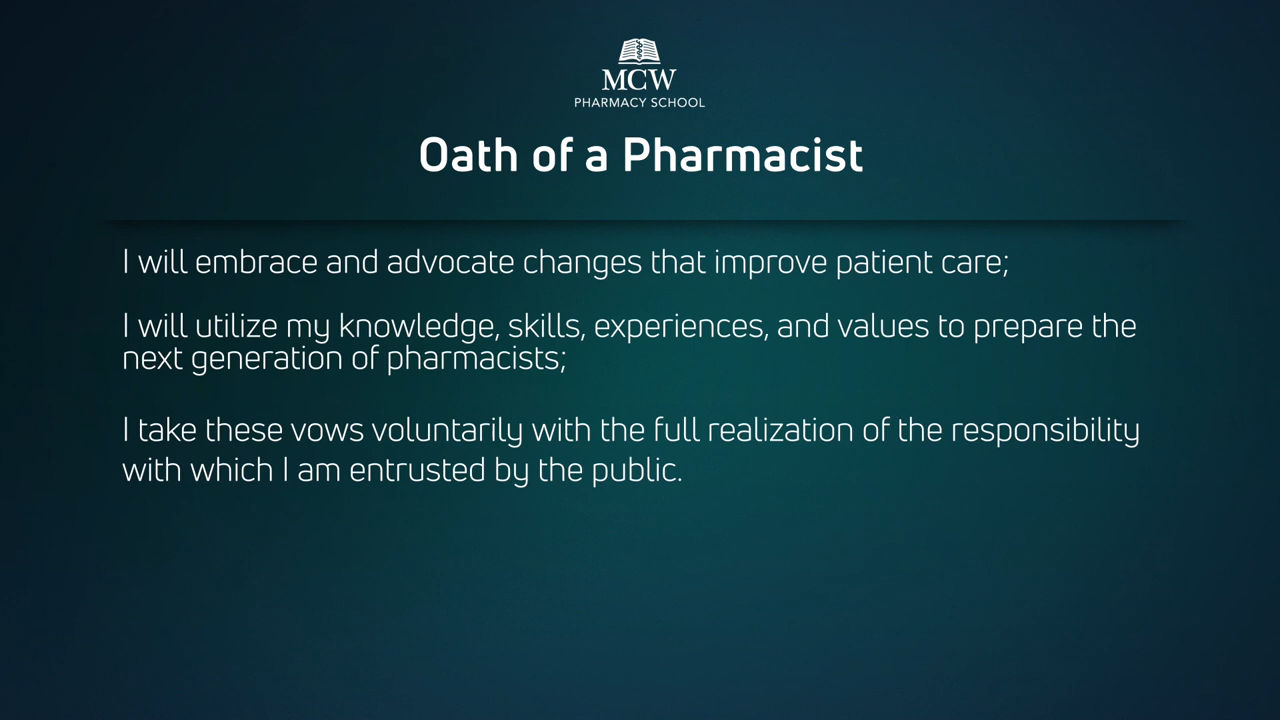 MCW
PHARMACY SCHOOL
Oath of a Pharmacist
I will embrace and advocate changes that improve patient care;
I will utilize my knowledge, skills, experiences, and values to prepare the
next generation of pharmacists;
I take these vows voluntarily with the full realization of the responsibility
with which I am entrusted by the public.